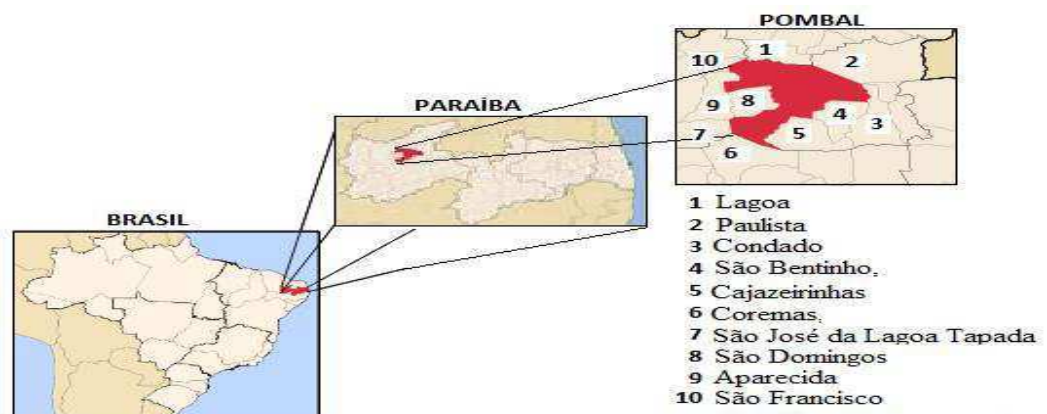 POMBAL
10 1 2
9 8 4 3
7 5
6
PARAÍBA
BRASIL
1 Lagoa
2 Paulista
3 Condado
4 São Bentinho,
5 Cajazeirinhas
6 Coremas,
7 São José da Lagoa Tapada
8 São Domingos
9 Aparecida
10 São Francisco